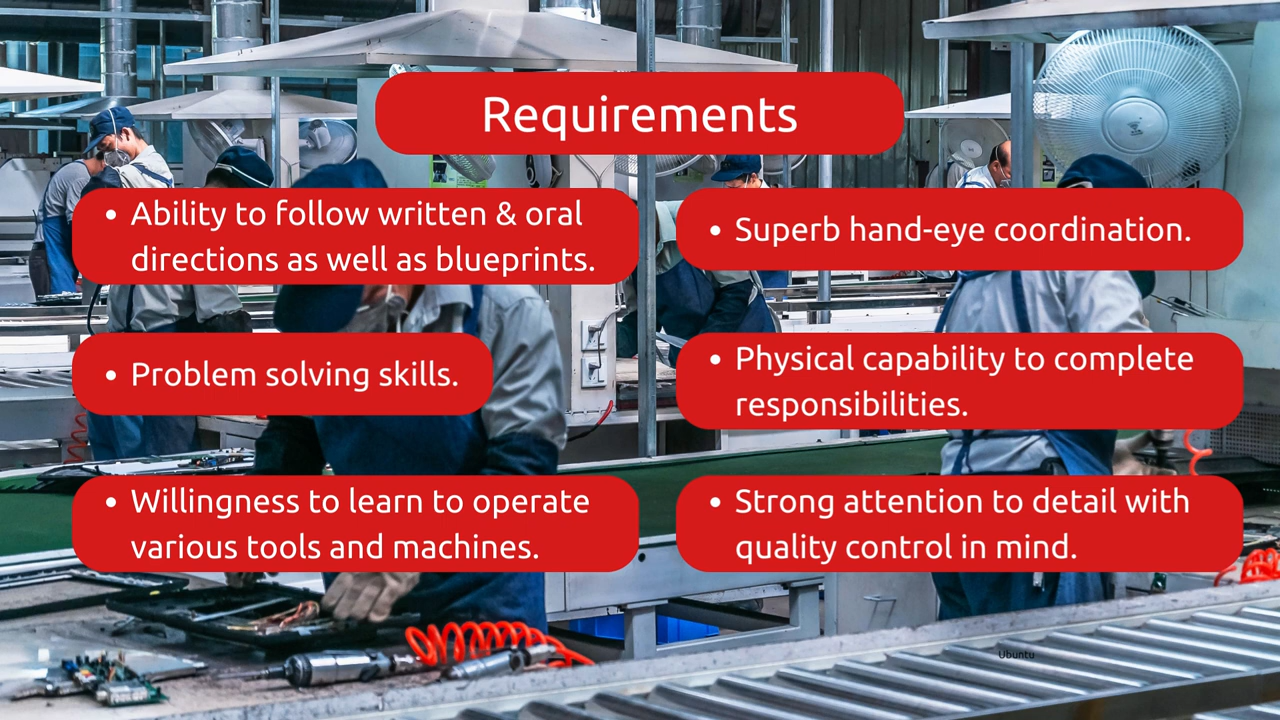 Requirements
• Ability to follow written & oral
directions as well as blueprints.
• Problem solving skills.
• Willingness to learn to operate
various tools and machines.
• Superb hand-eye coordination.
• Physical capability to complete
responsibilities.
• Strong attention to detail with
quality control in mind.
Ubuntu